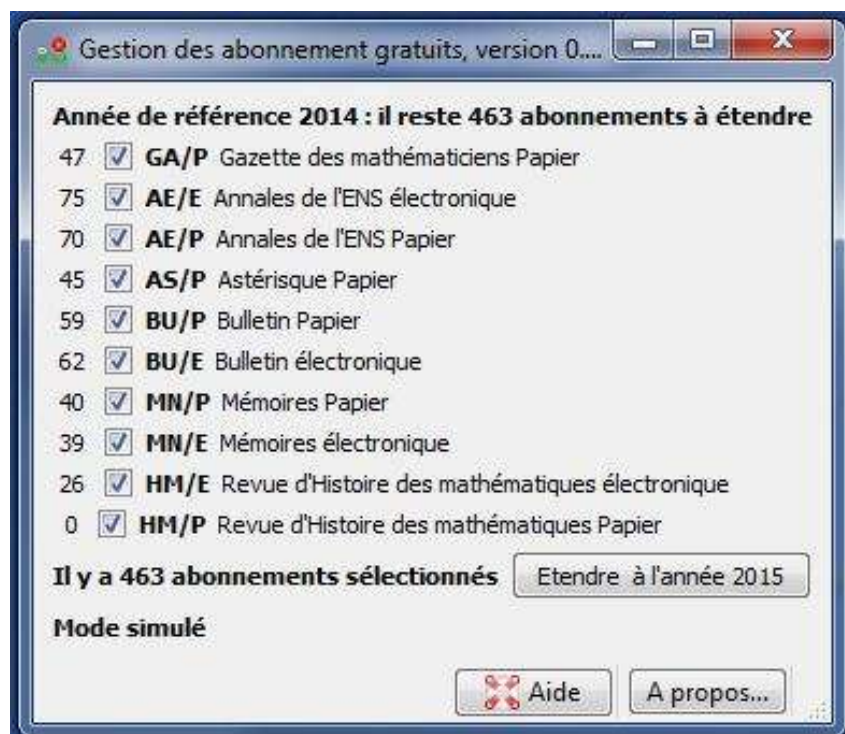 Gestion des abonnement gratuits, version 0....
Année de référence 2014 : il reste 463 abonnements à étendre
47 GA/P Gazette des mathématiciens Papier
75 AE/E Annales de l'ENS électronique
70 AE/P Annales de l'ENS Papier
45 AS/P Astérisque Papier
59 BU/P Bulletin Papier
62 BU/E Bulletin électronique
40 MN/P Mémoires Papier
39 MN/E Mémoires électronique
26 HM/E Revue d'Histoire des mathématiques électronique
0 HM/P Revue d'Histoire des mathématiques Papier
Il y a 463 abonnements sélectionnés Etendre à l'année 2015
Mode simulé
Aide A propos...